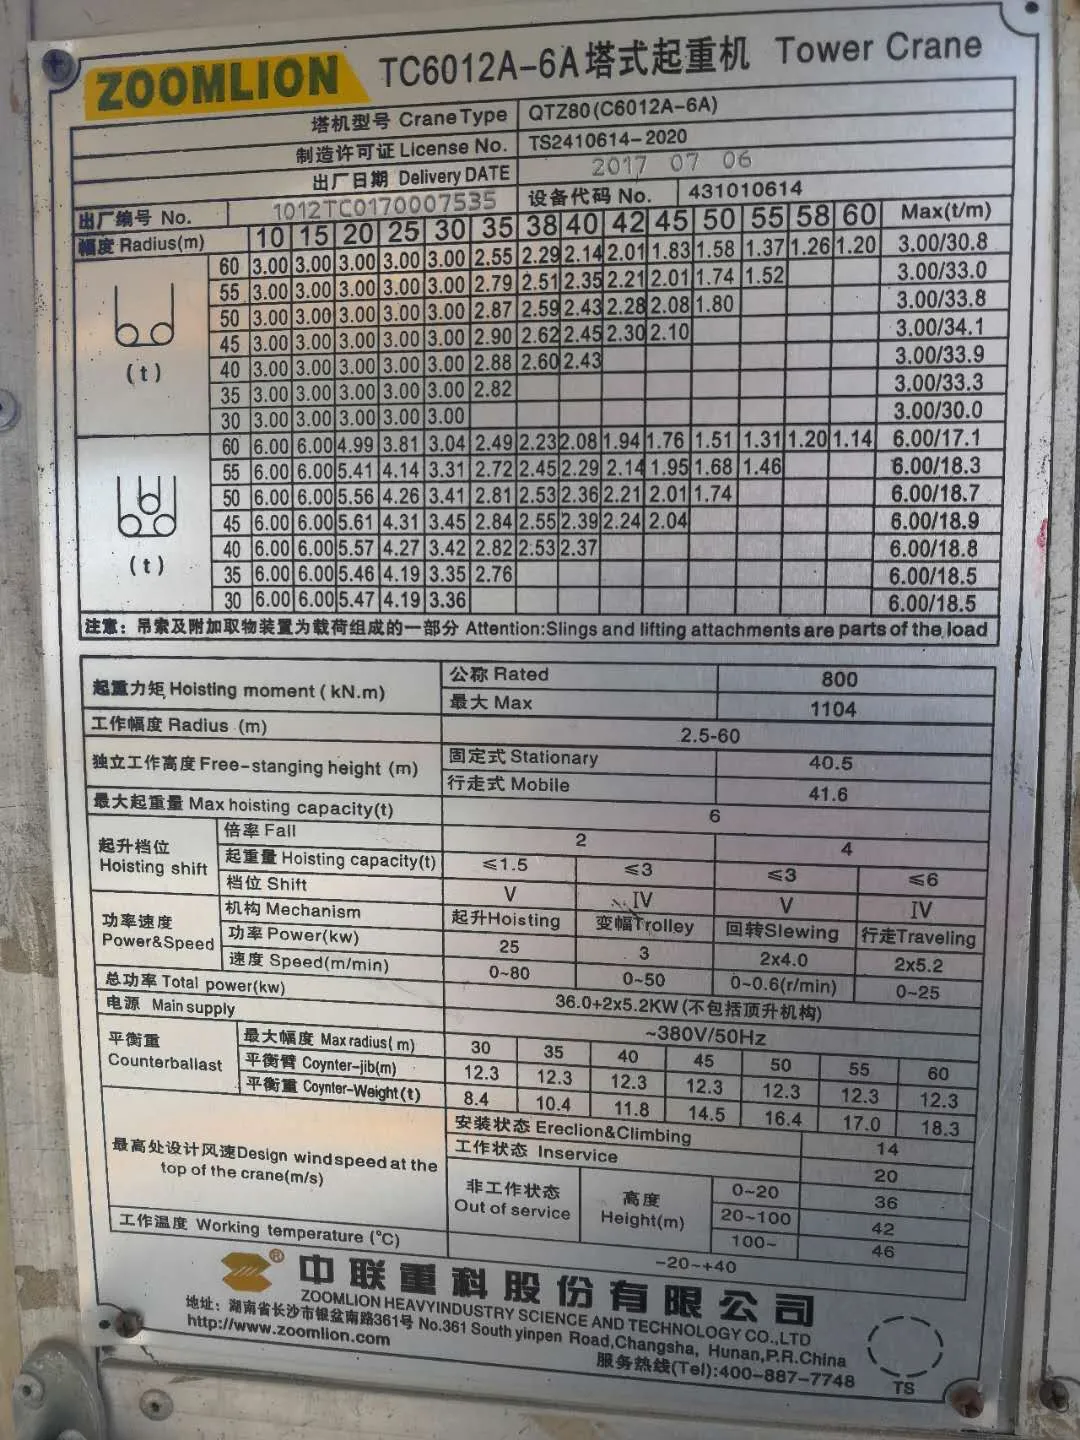 ZOOMLION TC6012A-6A塔式起重机 Tower Crane
塔机型号 Crane Type QTZ80(C6012A-6A)
制造许可证 License No. TS2410614-2020
出厂日期 Delivery DATE 2017 07 06
出厂编号 No. 1012TC0170007535 设备代码 No. 431010614
幅度 Radius(m) 10 15 20 25 30 35 38 40 42 45 50 55 58 60 Max(t/m)
60 3.00 3.00 3.00 3.00 3.00 2.55 2.29 2.14 2.01 1.83 1.58 1.37 1.26 1.20 3.00/30.8
55 3.00 3.00 3.00 3.00 3.00 2.79 2.51 2.35 2.21 2.01 1.74 1.52 3.00/33.0
50 3.00 3.00 3.00 3.00 3.00 2.87 2.59 2.43 2.28 2.08 1.80 3.00/33.8
45 3.00 3.00 3.00 3.00 3.00 2.90 2.62 2.45 2.30 2.10 3.00/34.1
(t) 40 3.00 3.00 3.00 3.00 3.00 2.88 2.60 2.43 3.00/33.9
35 3.00 3.00 3.00 3.00 3.00 2.82 3.00/33.3
30 3.00 3.00 3.00 3.00 3.00 3.00/30.0
60 6.00 6.00 4.99 3.81 3.04 2.49 2.23 2.08 1.94 1.76 1.51 1.31 1.20 1.14 6.00/17.1
55 6.00 6.00 5.41 4.14 3.31 2.72 2.45 2.29 2.14 1.95 1.68 1.46 6.00/18.3
50 6.00 6.00 5.56 4.26 3.41 2.81 2.53 2.36 2.21 2.01 1.74 6.00/18.7
45 6.00 6.00 5.61 4.31 3.45 2.84 2.55 2.39 2.24 2.04 6.00/18.9
(t) 40 6.00 6.00 5.57 4.27 3.42 2.82 2.53 2.37 6.00/18.8
35 6.00 6.00 5.46 4.19 3.35 2.76 6.00/18.5
30 6.00 6.00 5.47 4.19 3.36 6.00/18.5
注意：吊索及附加取物装置为载荷组成的一部分 Attention:Slings and lifting attachments are parts of the load
起重力矩 Hoisting moment (kN.m) 公称 Rated 800
最大 Max 1104
工作幅度 Radius (m) 2.5-60
独立工作高度 Free-stanging height (m) 固定式 Stationary 40.5
行走式 Mobile 41.6
最大起重量 Max hoisting capacity(t) 6
起升档位 Hoisting shift 倍率 Fall 2 4
起重量 Hoisting capacity(t) ≤1.5 ≤3 ≤3 ≤6
档位 Shift V IV V IV
功率速度 Power&Speed 机构 Mechanism 起升Hoisting 变幅Trolley 回转Slewing 行走Traveling
功率 Power(kw) 25 3 2x4.0 2x5.2
速度 Speed(m/min) 0~80 0~50 0~0.6(r/min) 0~25
总功率 Total power(kw) 36.0+2x5.2KW(不包括顶升机构)
电源 Main supply ~380V/50Hz
平衡重 Counterballast 最大幅度 Max radius(m) 30 35 40 45 50 55 60
平衡臂 Coynter-jib(m) 12.3 12.3 12.3 12.3 12.3 12.3 12.3
平衡重 Coynter-Weight(t) 8.4 10.4 11.8 14.5 16.4 17.0 18.3
最高处设计风速Design windspeed at the top of the crane(m/s) 安装状态 Ereclion&Climbing 14
工作状态 Inservice 20
非工作状态 Out of service 高度 Height(m) 0~20 36
20~100 42
100~ 46
工作温度 Working temperature (℃) -20~+40
® 中联重科股份有限公司
ZOOMLION HEAVYINDUSTRY SCIENCE AND TECHNOLOGY CO.,LTD
地址：湖南省长沙市银盆南路361号 No.361 South yinpen Road,Changsha, Hunan,P.R.China
http://www.zoomlion.com 服务热线(Tel):400-887-7748
TS